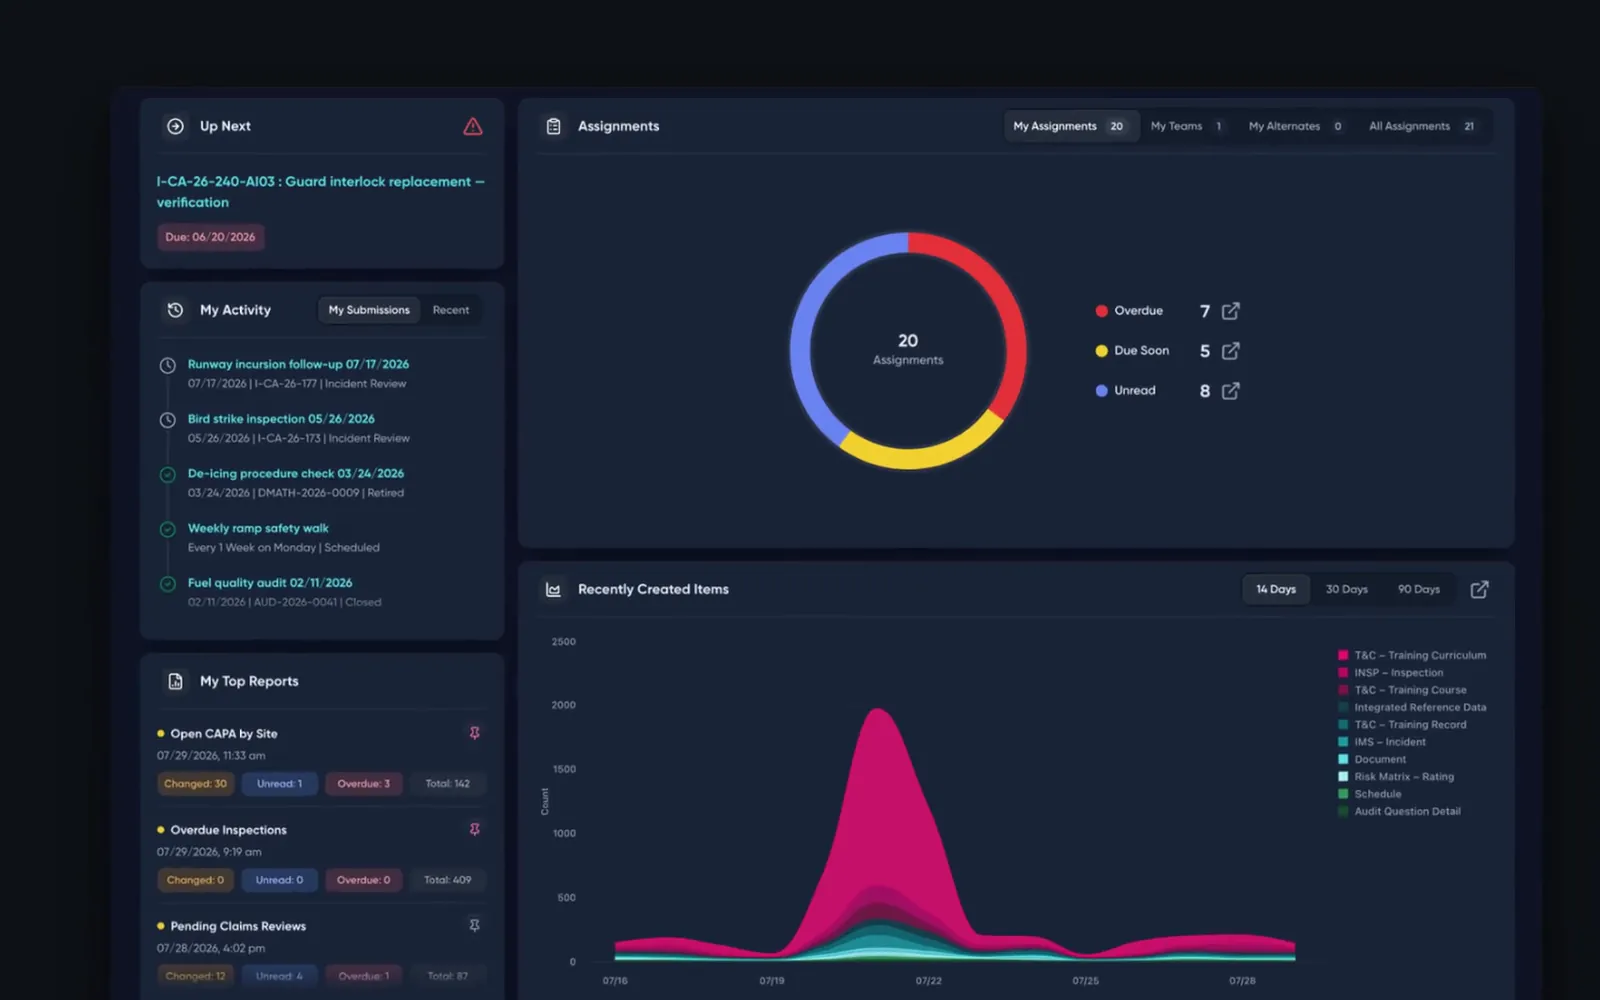 Up Next
I-CA-26-240-AI03 : Guard interlock replacement –
verification
Due: 06/20/2026
My Activity
My Submissions
Recent
Runway incursion follow-up 07/17/2026
07/17/2026 | I-CA-26-177 | Incident Review
Bird strike inspection 05/26/2026
05/26/2026 | I-CA-26-173 | Incident Review
De-icing procedure check 03/24/2026
03/24/2026 | DMATH-2026-0009 | Retired
Weekly ramp safety walk
Every 1 Week on Monday | Scheduled
Fuel quality audit 02/11/2026
02/11/2026 | AUD-2026-0041 | Closed
My Top Reports
Open CAPA by Site
07/29/2026, 11:33 am
Changed: 30 Unread: 1 Overdue: 3 Total: 142
Overdue Inspections
07/29/2026, 9:19 am
Changed: 0 Unread: 0 Overdue: 0 Total: 409
Pending Claims Reviews
07/28/2026, 4:02 pm
Changed: 12 Unread: 4 Overdue: 1 Total: 87
Assignments
My Assignments 20
My Teams 1
My Alternates 0
All Assignments 21
20
Assignments
Overdue 7
Due Soon 5
Unread 8
Recently Created Items
14 Days
30 Days
90 Days
2500
2000
1500
1000
500
0
Count
07/16
07/19
07/22
07/25
07/28
T&C – Training Curriculum
INSP – Inspection
T&C – Training Course
Integrated Reference Data
T&C – Training Record
IMS – Incident
Document
Risk Matrix – Rating
Schedule
Audit Question Detail